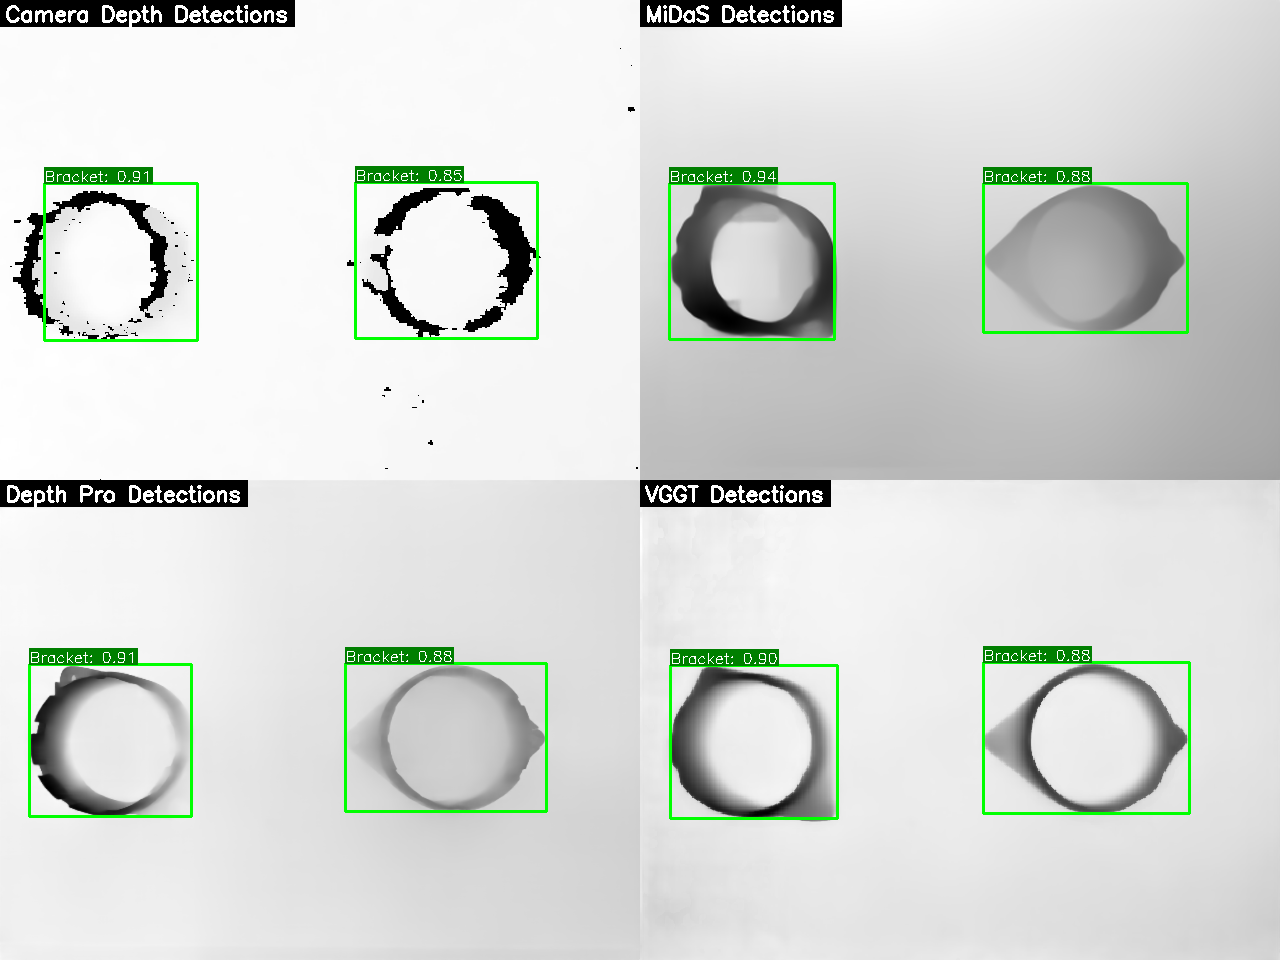 Camera Depth Detections
MiDaS Detections
Bracket: 0.91
Bracket: 0.85
Bracket: 0.94
Bracket: 0.88
Depth Pro Detections
VGGT Detections
Bracket: 0.91
Bracket: 0.88
Bracket: 0.90
Bracket: 0.88